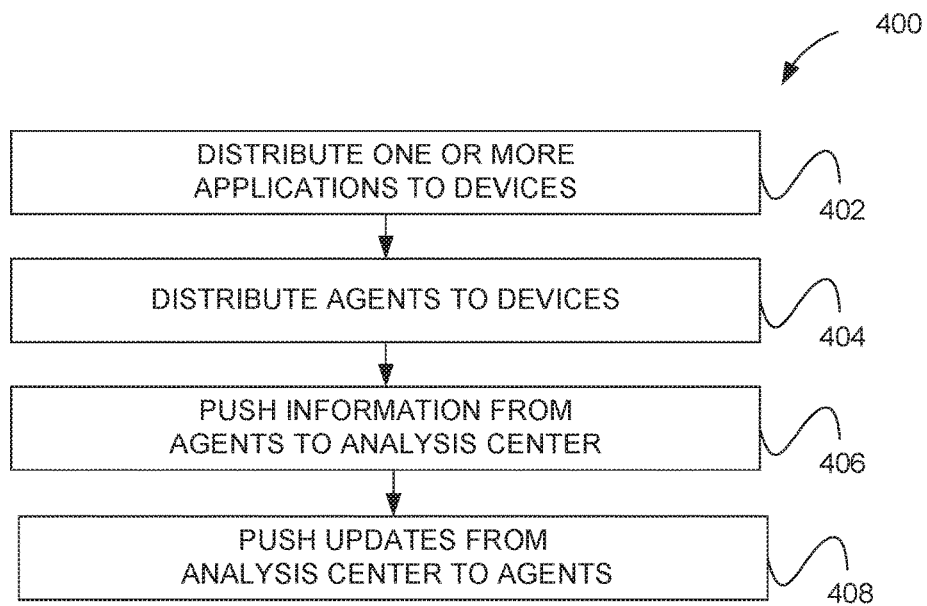 400
DISTRIBUTE ONE OR MORE
APPLICATIONS TO DEVICES
402
DISTRIBUTE AGENTS TO DEVICES
404
PUSH INFORMATION FROM
AGENTS TO ANALYSIS CENTER
406
PUSH UPDATES FROM
ANALYSIS CENTER TO AGENTS
408